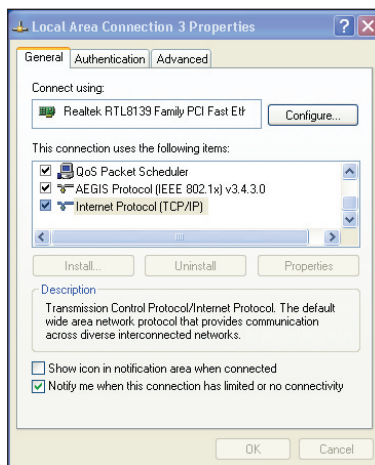 Local Area Connection 3 Properties
General Authentication Advanced
Connect using:
Realtek RTL8139 Family PCI Fast Eth
Configure...
This connection uses the following items:
QoS Packet Scheduler
AEGIS Protocol (IEEE 802.1x) v3.4.3.0
Internet Protocol (TCP/IP)
Install... Uninstall Properties
Description
Transmission Control Protocol/Internet Protocol. The default
wide area network protocol that provides communication
across diverse interconnected networks.
Show icon in notification area when connected
Notify me when this connection has limited or no connectivity
OK Cancel